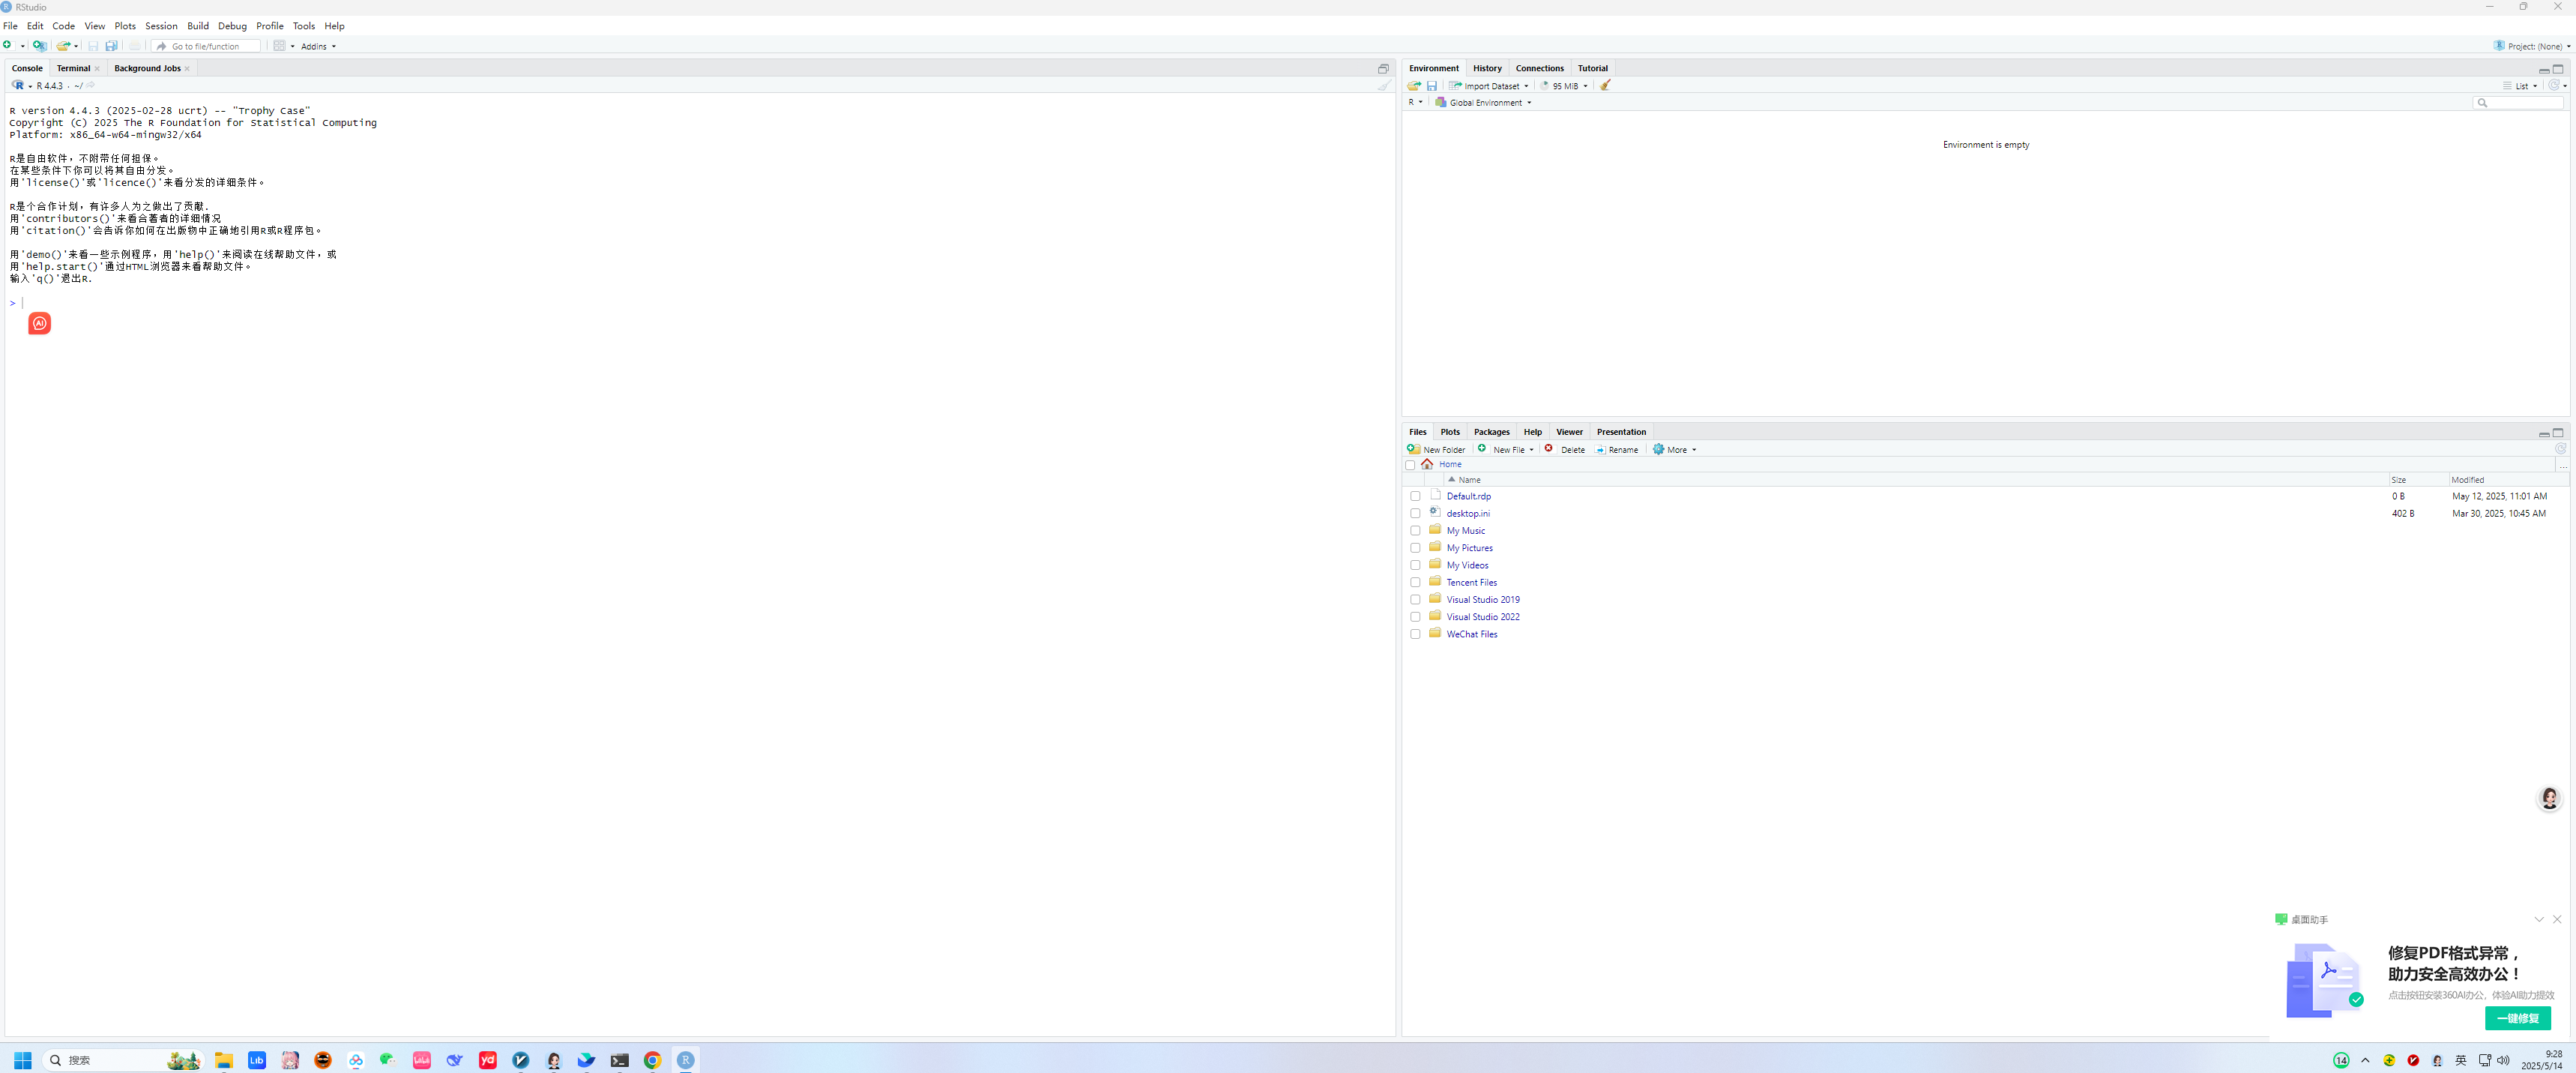 RStudio
File Edit Code View Plots Session Build Debug Profile Tools Help
Go to file/function Addins Project: (None)
Console Terminal Background Jobs
R 4.4.3 · ~/
R version 4.4.3 (2025-02-28 ucrt) -- "Trophy Case"
Copyright (C) 2025 The R Foundation for Statistical Computing
Platform: x86_64-w64-mingw32/x64
R是自由软件，不附带任何担保。
在某些条件下你可以将其自由分发。
用'license()'或'licence()'来看分发的详细条件。
R是个合作计划，有许多人为之做出了贡献.
用'contributors()'来看合著者的详细情况
用'citation()'会告诉你如何在出版物中正确地引用R或R程序包。
用'demo()'来看一些示例程序，用'help()'来阅读在线帮助文件，或
用'help.start()'通过HTML浏览器来看帮助文件。
输入'q()'退出R.
>
AI
Environment History Connections Tutorial
Import Dataset 95 MiB List
R Global Environment
Environment is empty
Files Plots Packages Help Viewer Presentation
New Folder New File Delete Rename More
Home ...
Name Size Modified
Default.rdp 0 B May 12, 2025, 11:01 AM
desktop.ini 402 B Mar 30, 2025, 10:45 AM
My Music
My Pictures
My Videos
Tencent Files
Visual Studio 2019
Visual Studio 2022
WeChat Files
桌面助手
修复PDF格式异常，
助力安全高效办公！
点击按钮安装360AI办公，体验AI助力提效
一键修复
搜索 Lib yd R 14 英 9:28
2025/5/14